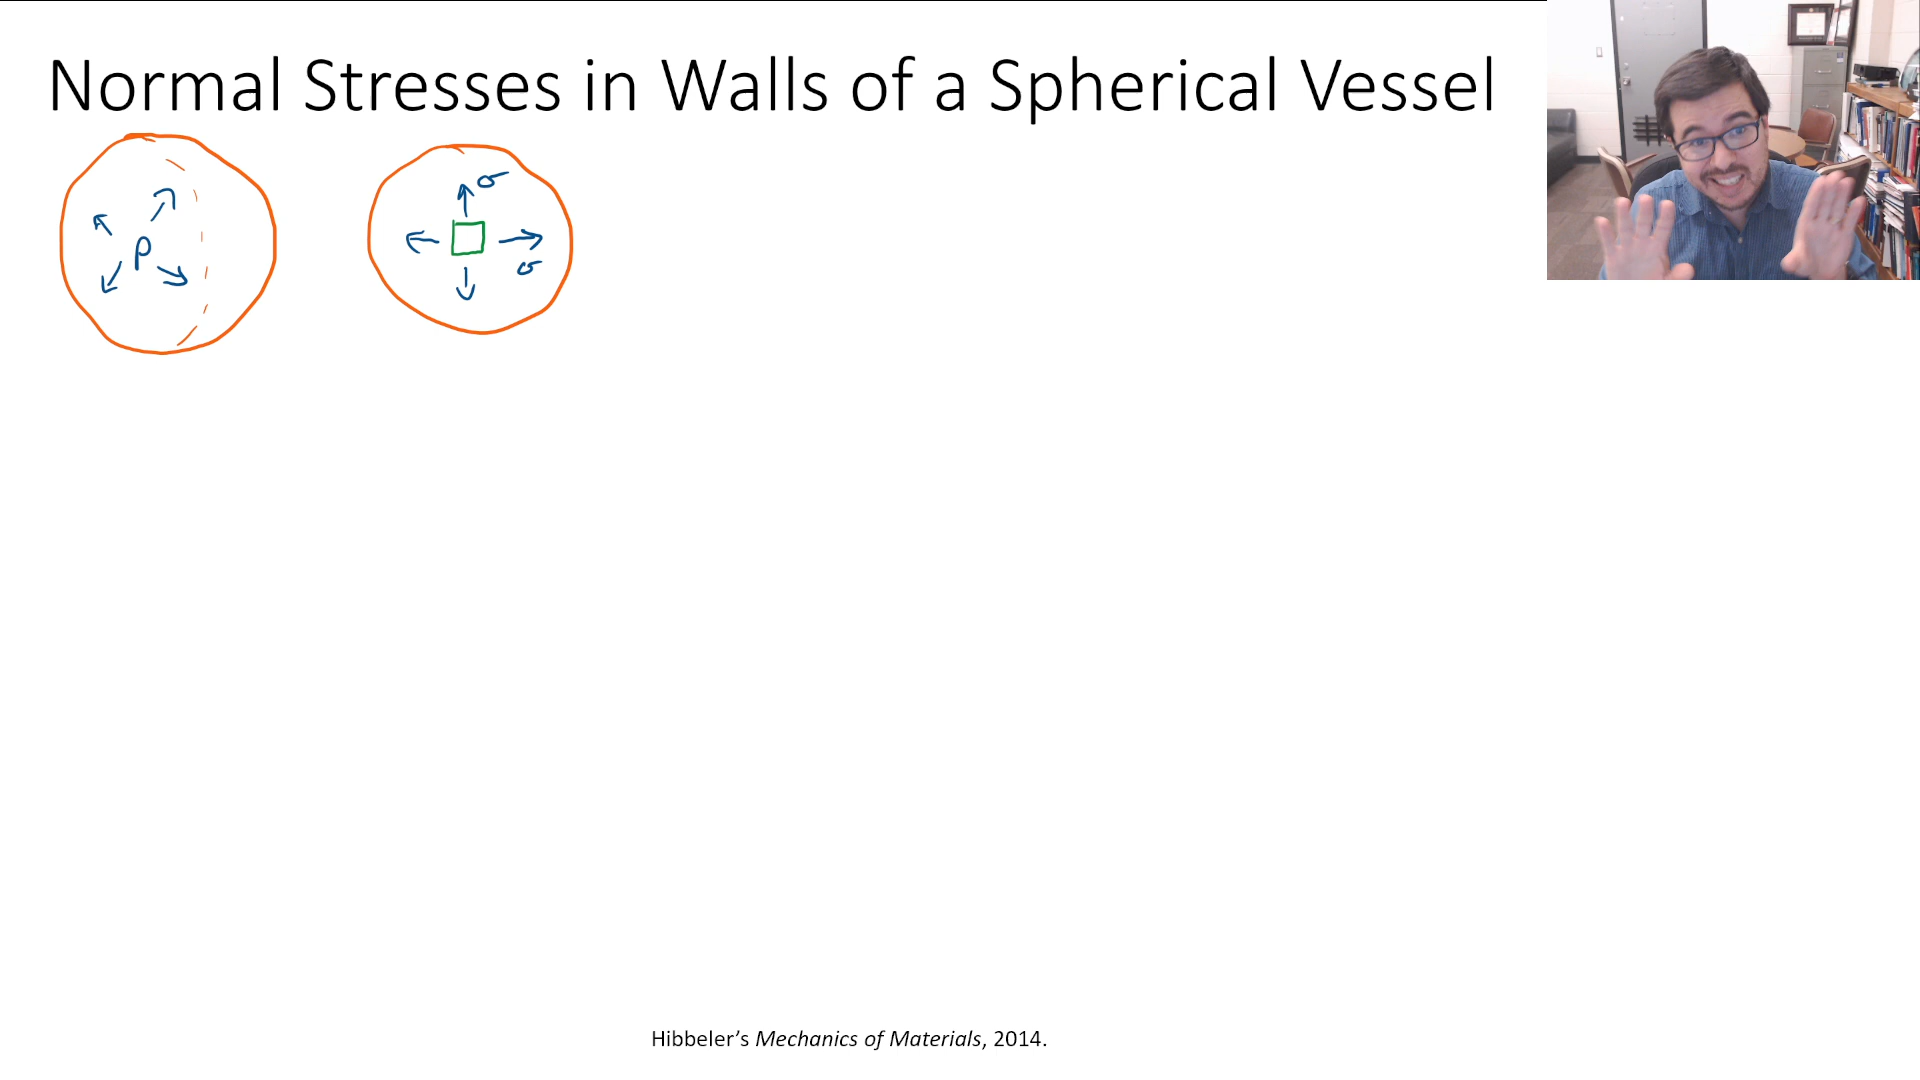 Normal Stresses in Walls of a Spherical Vessel
σ
p
σ
Hibbeler’s Mechanics of Materials, 2014.